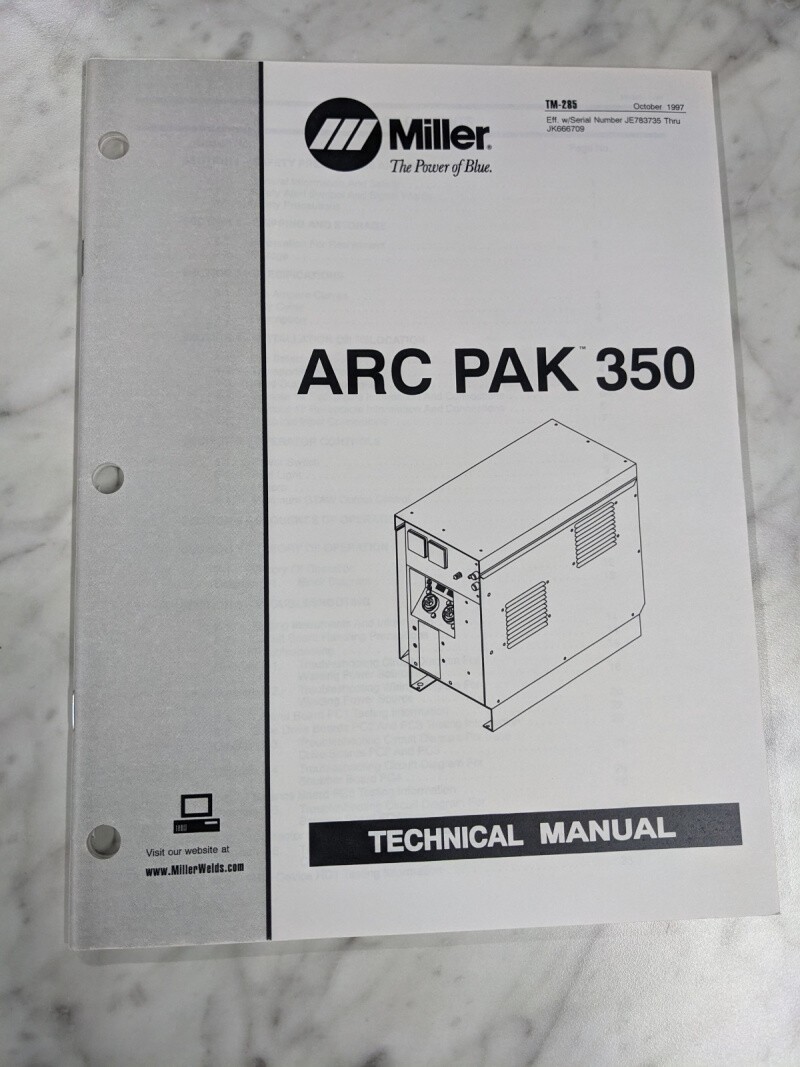 Miller®
The Power of Blue.
TM-285
October 1997
Eff. w/Serial Number JE783735 Thru
JK666709
ARC PAK™ 350
TECHNICAL MANUAL
Visit our website at
www.MillerWelds.com